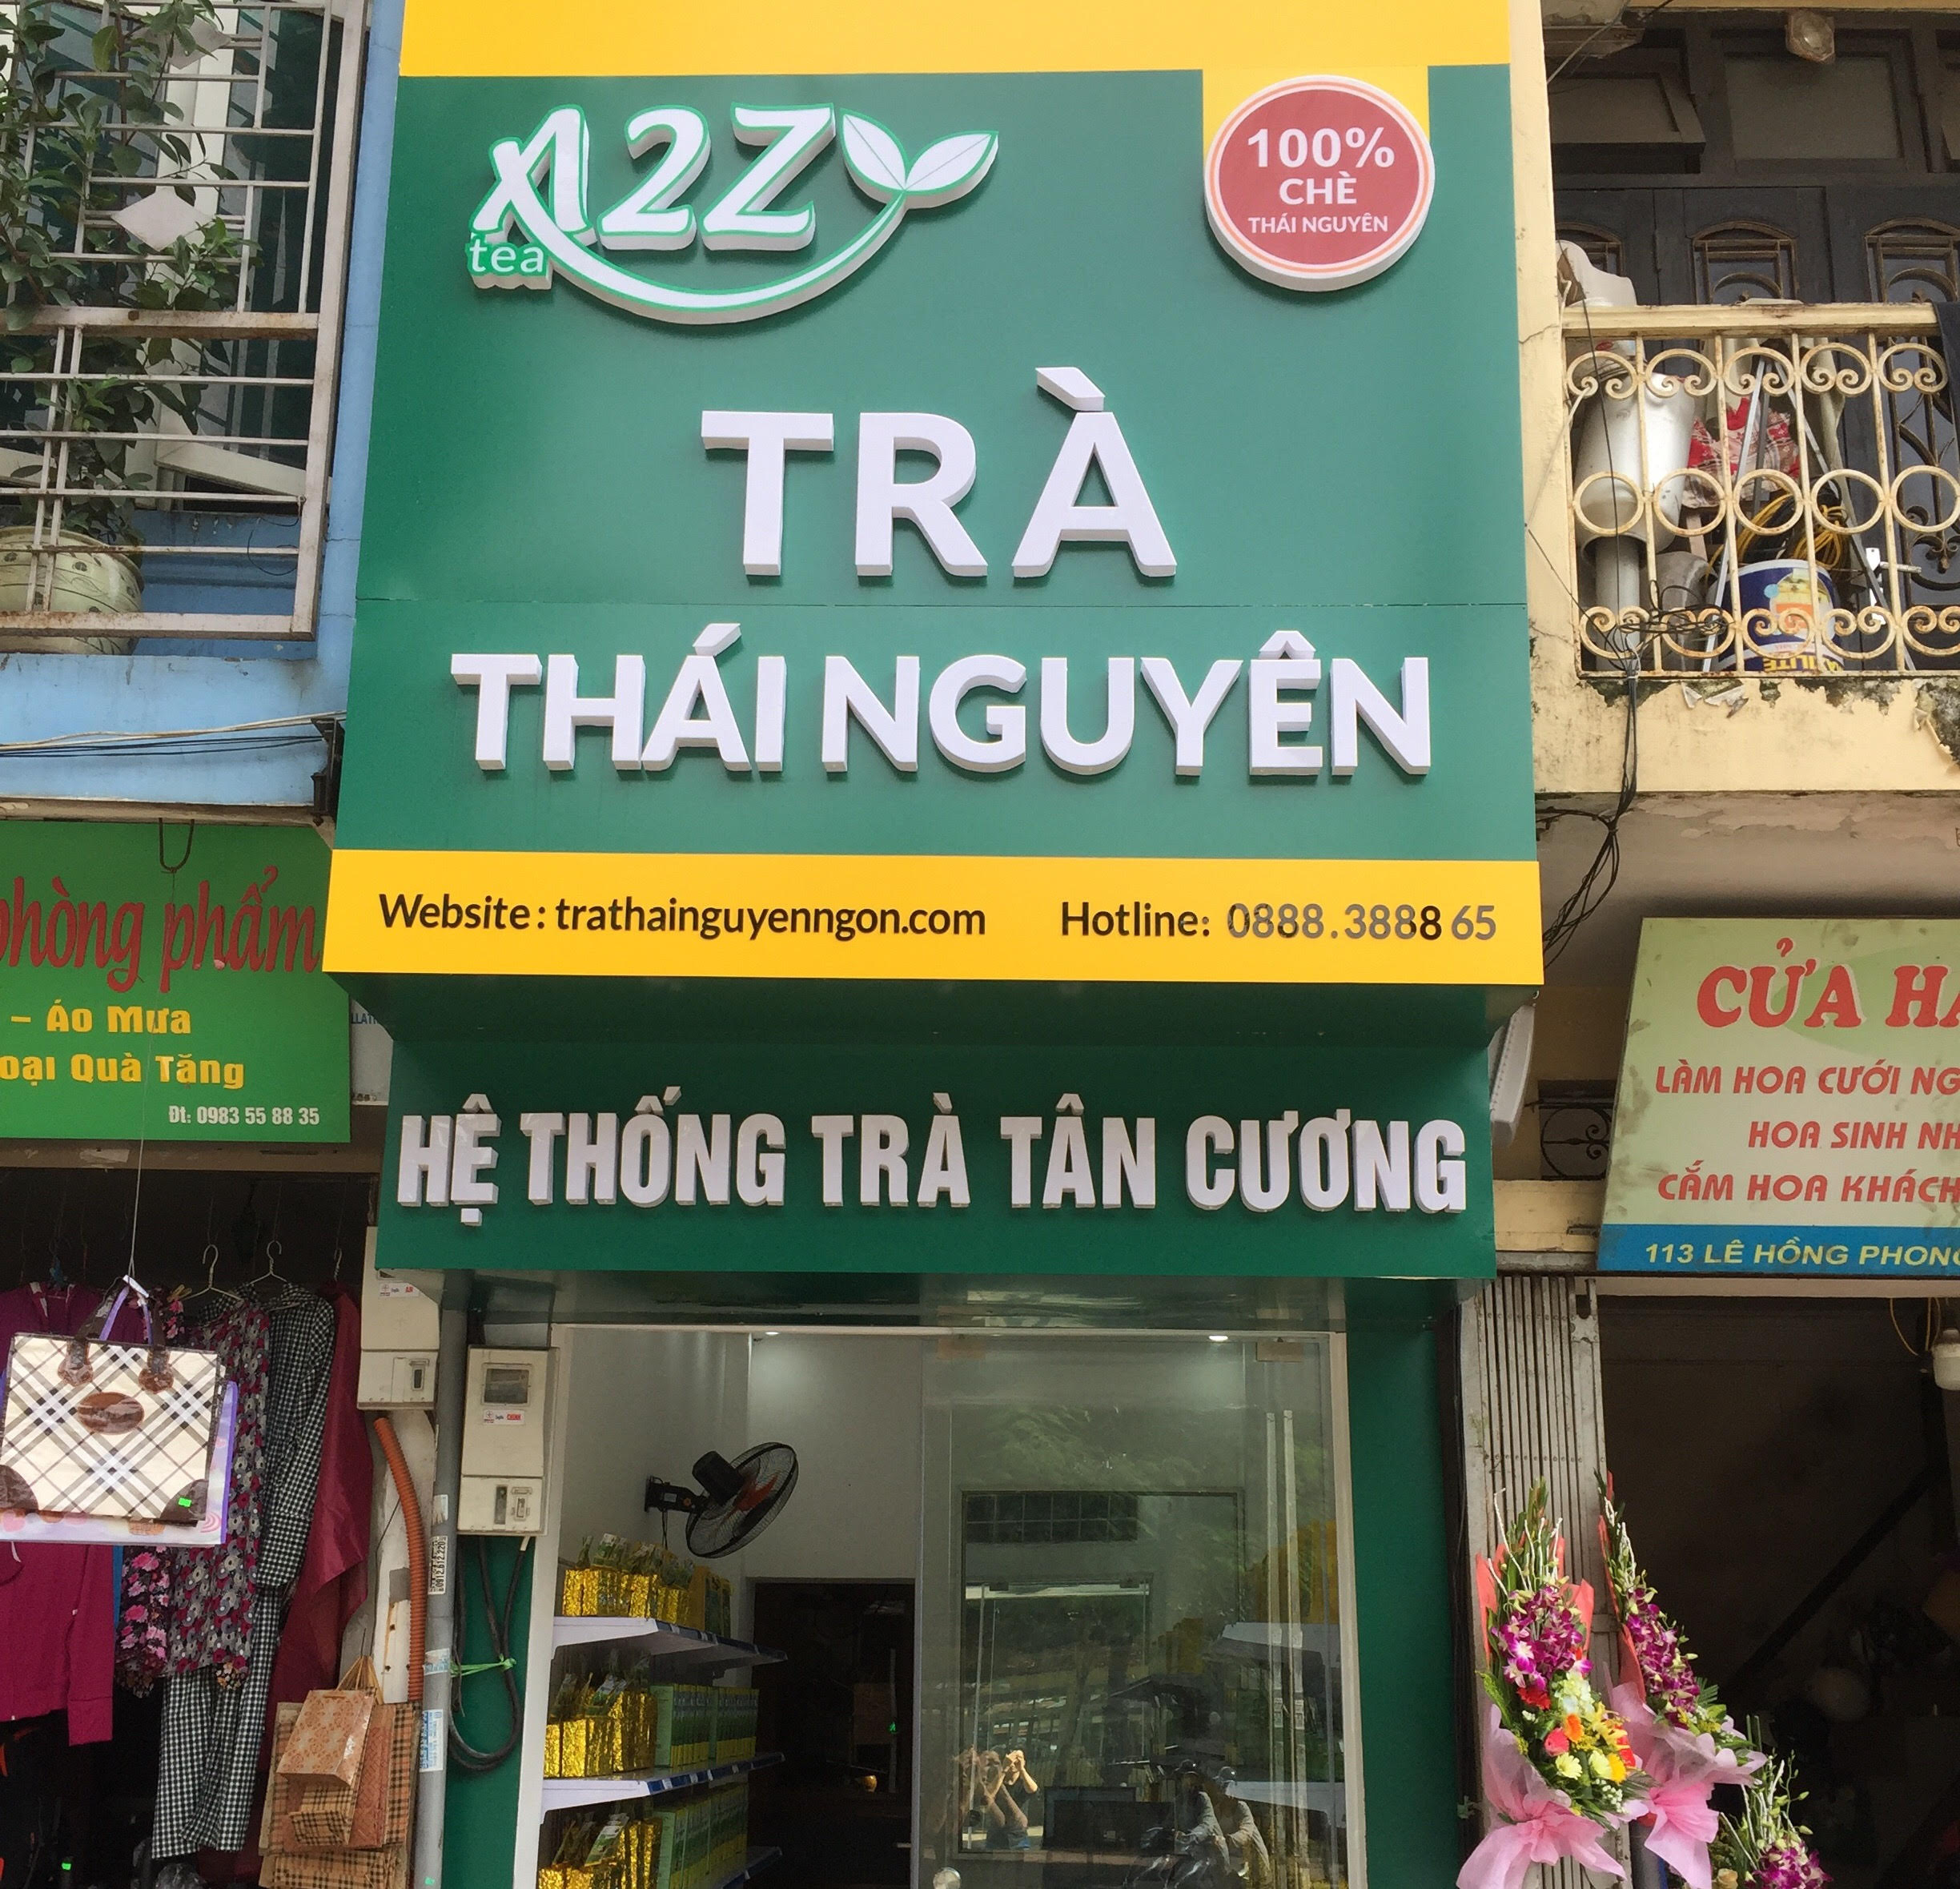 A2Z
tea
100%
CHÈ
THÁI NGUYÊN
TRÀ
THÁI NGUYÊN
Website: trathainguyenngon.com Hotline: 0888.3888 65
HỆ THỐNG TRÀ TÂN CƯƠNG
phòng phẩm
– Áo Mưa
oại Quà Tặng
Đt: 0983 55 88 35
CỬA HÀ
LÀM HOA CƯỚI NG
HOA SINH NH
CẮM HOA KHÁCH
113 LÊ HỒNG PHONG